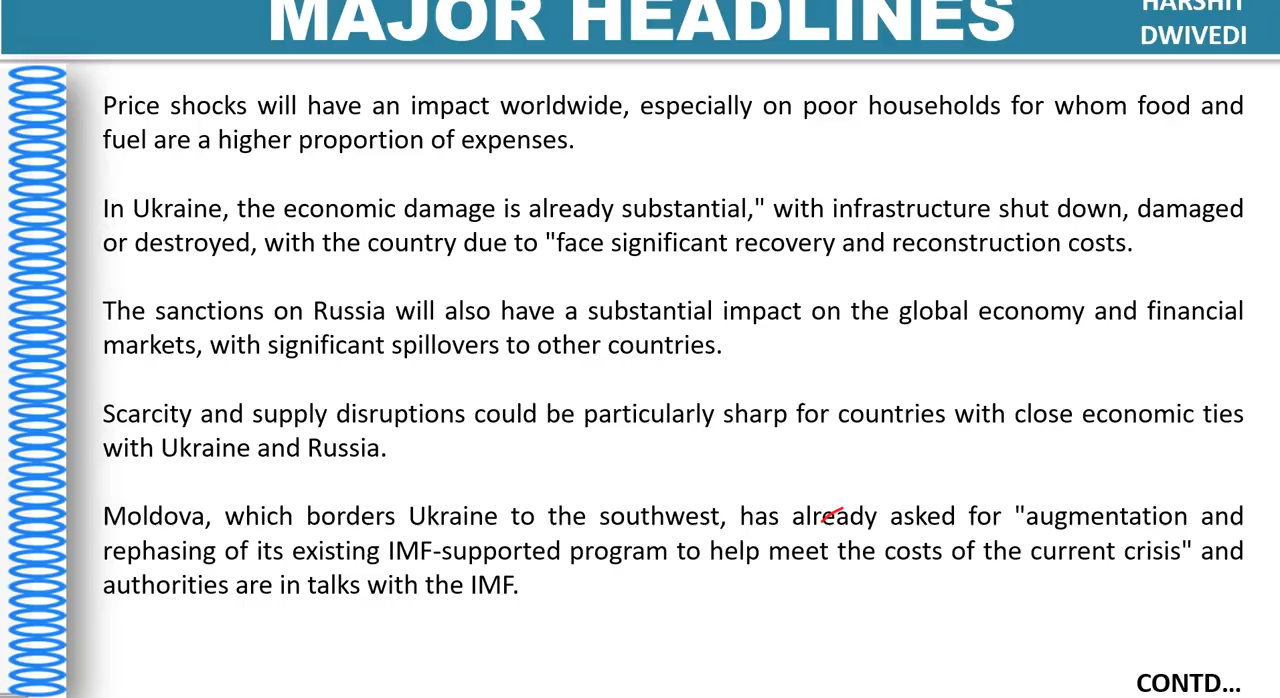 MAJOR HEADLINES
HARSHIT
DWIVEDI
Price shocks will have an impact worldwide, especially on poor households for whom food and
fuel are a higher proportion of expenses.
In Ukraine, the economic damage is already substantial," with infrastructure shut down, damaged
or destroyed, with the country due to "face significant recovery and reconstruction costs.
The sanctions on Russia will also have a substantial impact on the global economy and financial
markets, with significant spillovers to other countries.
Scarcity and supply disruptions could be particularly sharp for countries with close economic ties
with Ukraine and Russia.
Moldova, which borders Ukraine to the southwest, has already asked for "augmentation and
rephasing of its existing IMF-supported program to help meet the costs of the current crisis" and
authorities are in talks with the IMF.
CONTD...